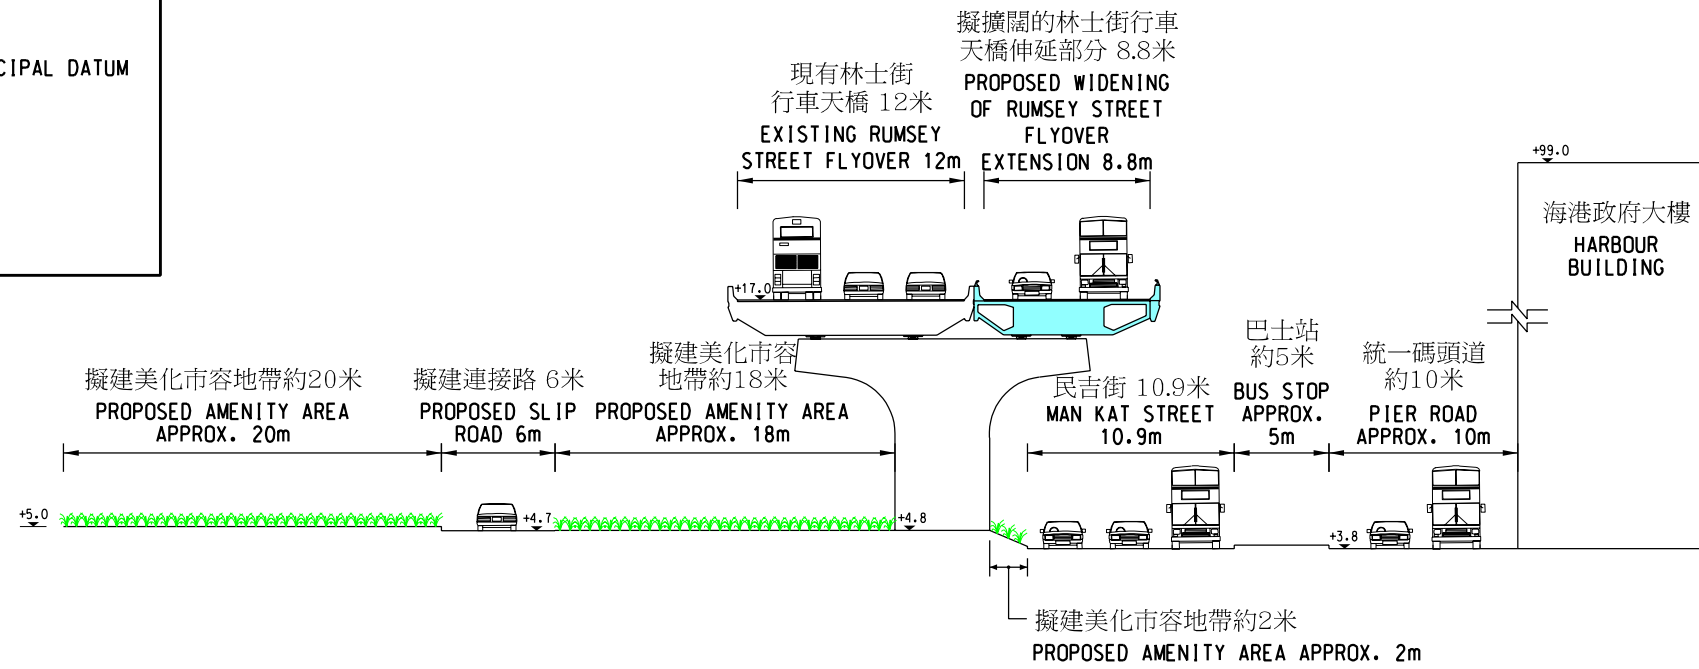 CIPAL DATUM
擬擴闊的林士街行車
天橋伸延部分 8.8米
PROPOSED WIDENING
OF RUMSEY STREET
FLYOVER
EXTENSION 8.8m
現有林士街
行車天橋 12米
EXISTING RUMSEY
STREET FLYOVER 12m
+99.0
海港政府大樓
HARBOUR
BUILDING
+17.0
擬建美化市容地帶約20米
PROPOSED AMENITY AREA
APPROX. 20m
擬建連接路 6米
PROPOSED SLIP
ROAD 6m
擬建美化市容
地帶約18米
PROPOSED AMENITY AREA
APPROX. 18m
民吉街 10.9米
MAN KAT STREET
10.9m
巴士站
約5米
BUS STOP
APPROX.
5m
統一碼頭道
約10米
PIER ROAD
APPROX. 10m
+5.0
+4.7
+4.8
+3.8
擬建美化市容地帶約2米
PROPOSED AMENITY AREA APPROX. 2m